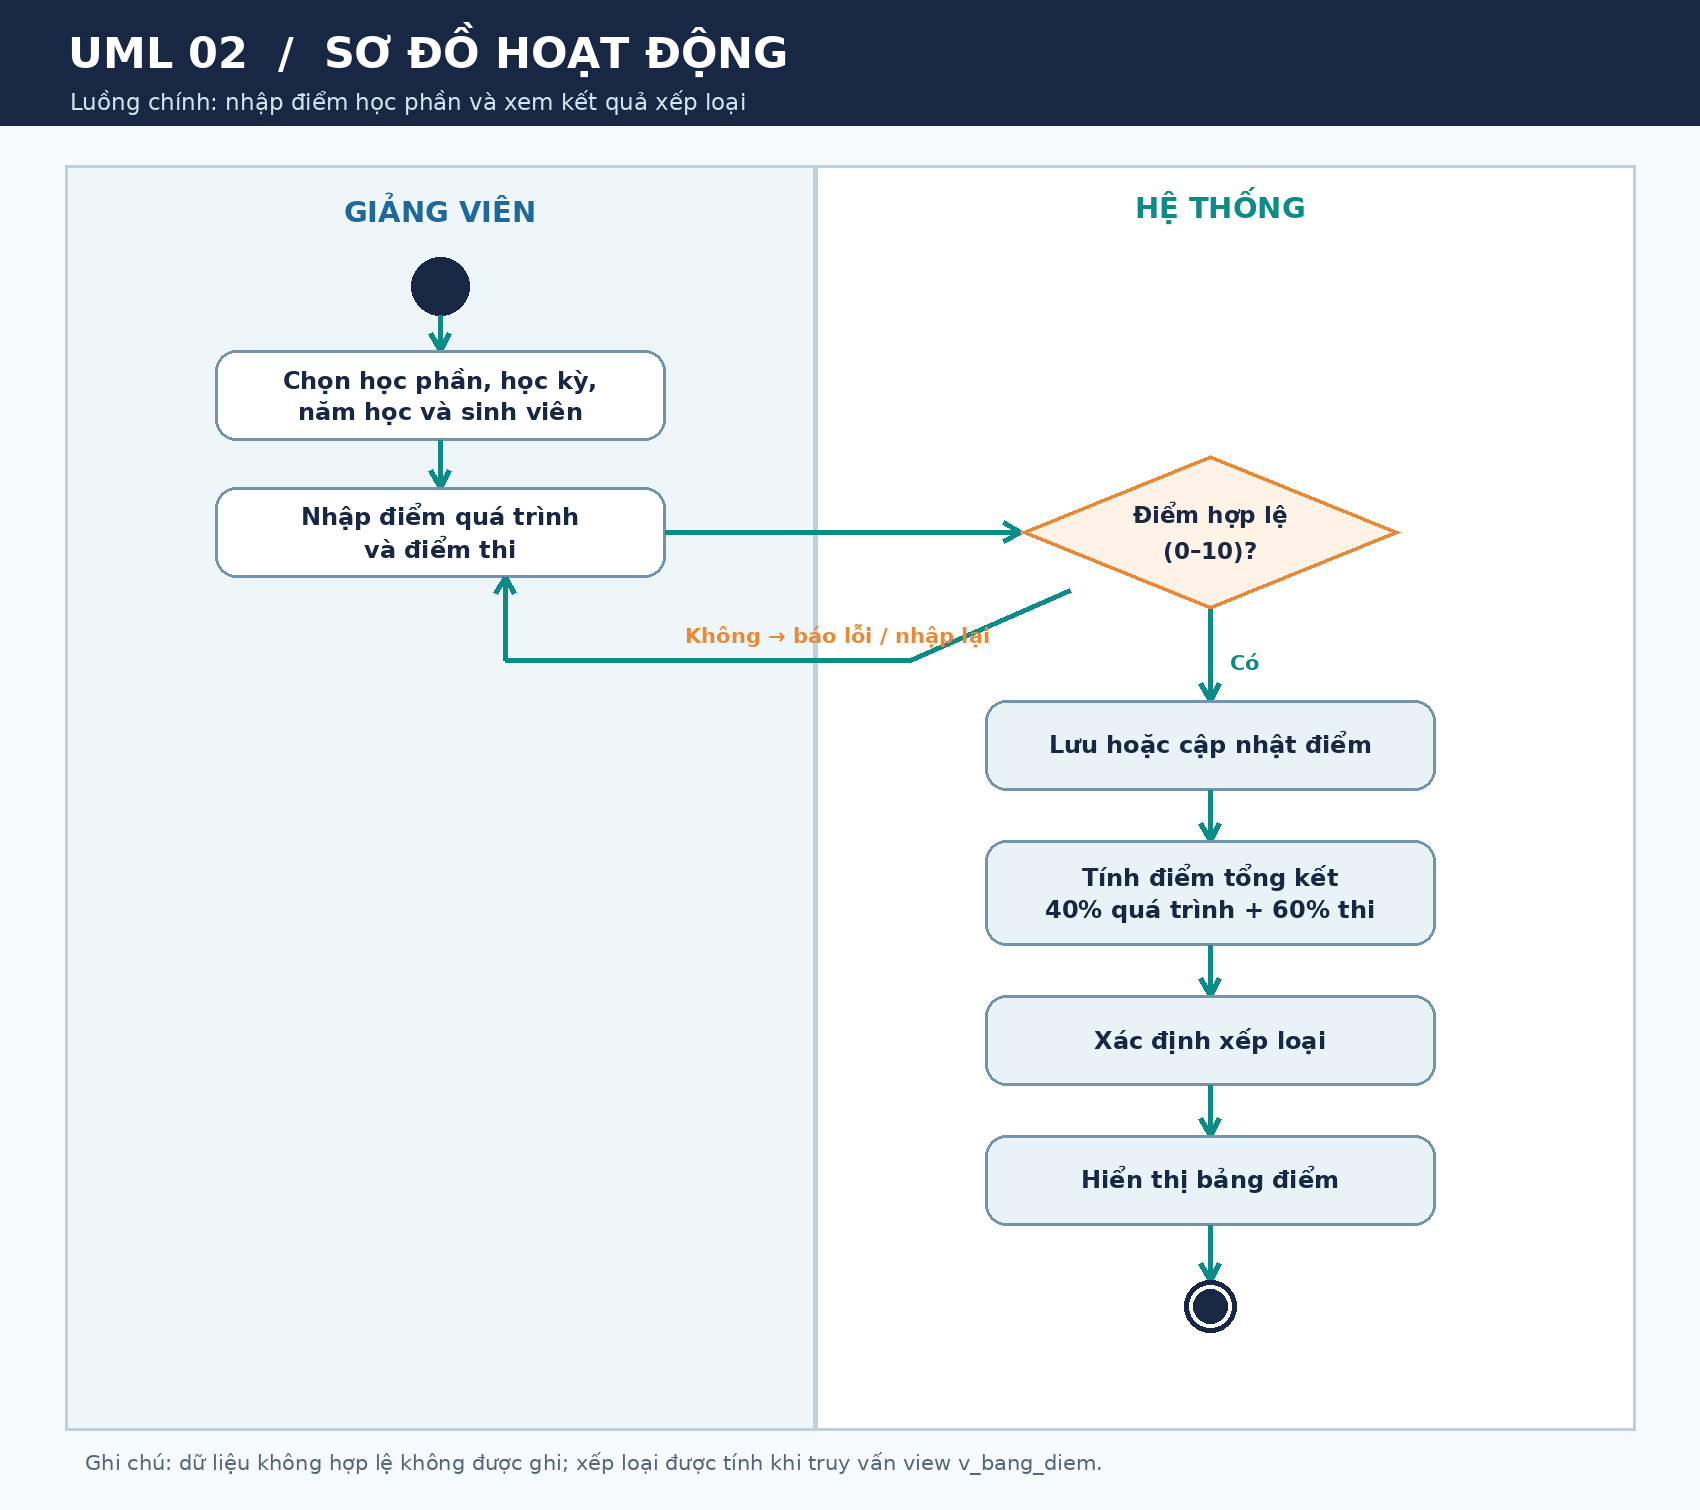 UML 02 / SƠ ĐỒ HOẠT ĐỘNG
Luồng chính: nhập điểm học phần và xem kết quả xếp loại
GIẢNG VIÊN
HỆ THỐNG
Chọn học phần, học kỳ,
năm học và sinh viên
Nhập điểm quá trình
và điểm thi
Điểm hợp lệ
(0–10)?
Không → báo lỗi / nhập lại
Có
Lưu hoặc cập nhật điểm
Tính điểm tổng kết
40% quá trình + 60% thi
Xác định xếp loại
Hiển thị bảng điểm
Ghi chú: dữ liệu không hợp lệ không được ghi; xếp loại được tính khi truy vấn view v_bang_diem.